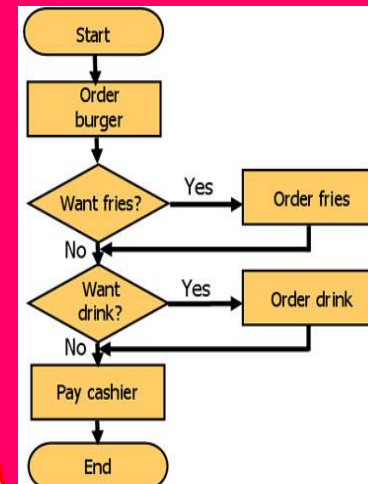 Start
Order
burger
Want fries?
Yes
Order fries
No
Want
drink?
Yes
Order drink
No
Pay cashier
End